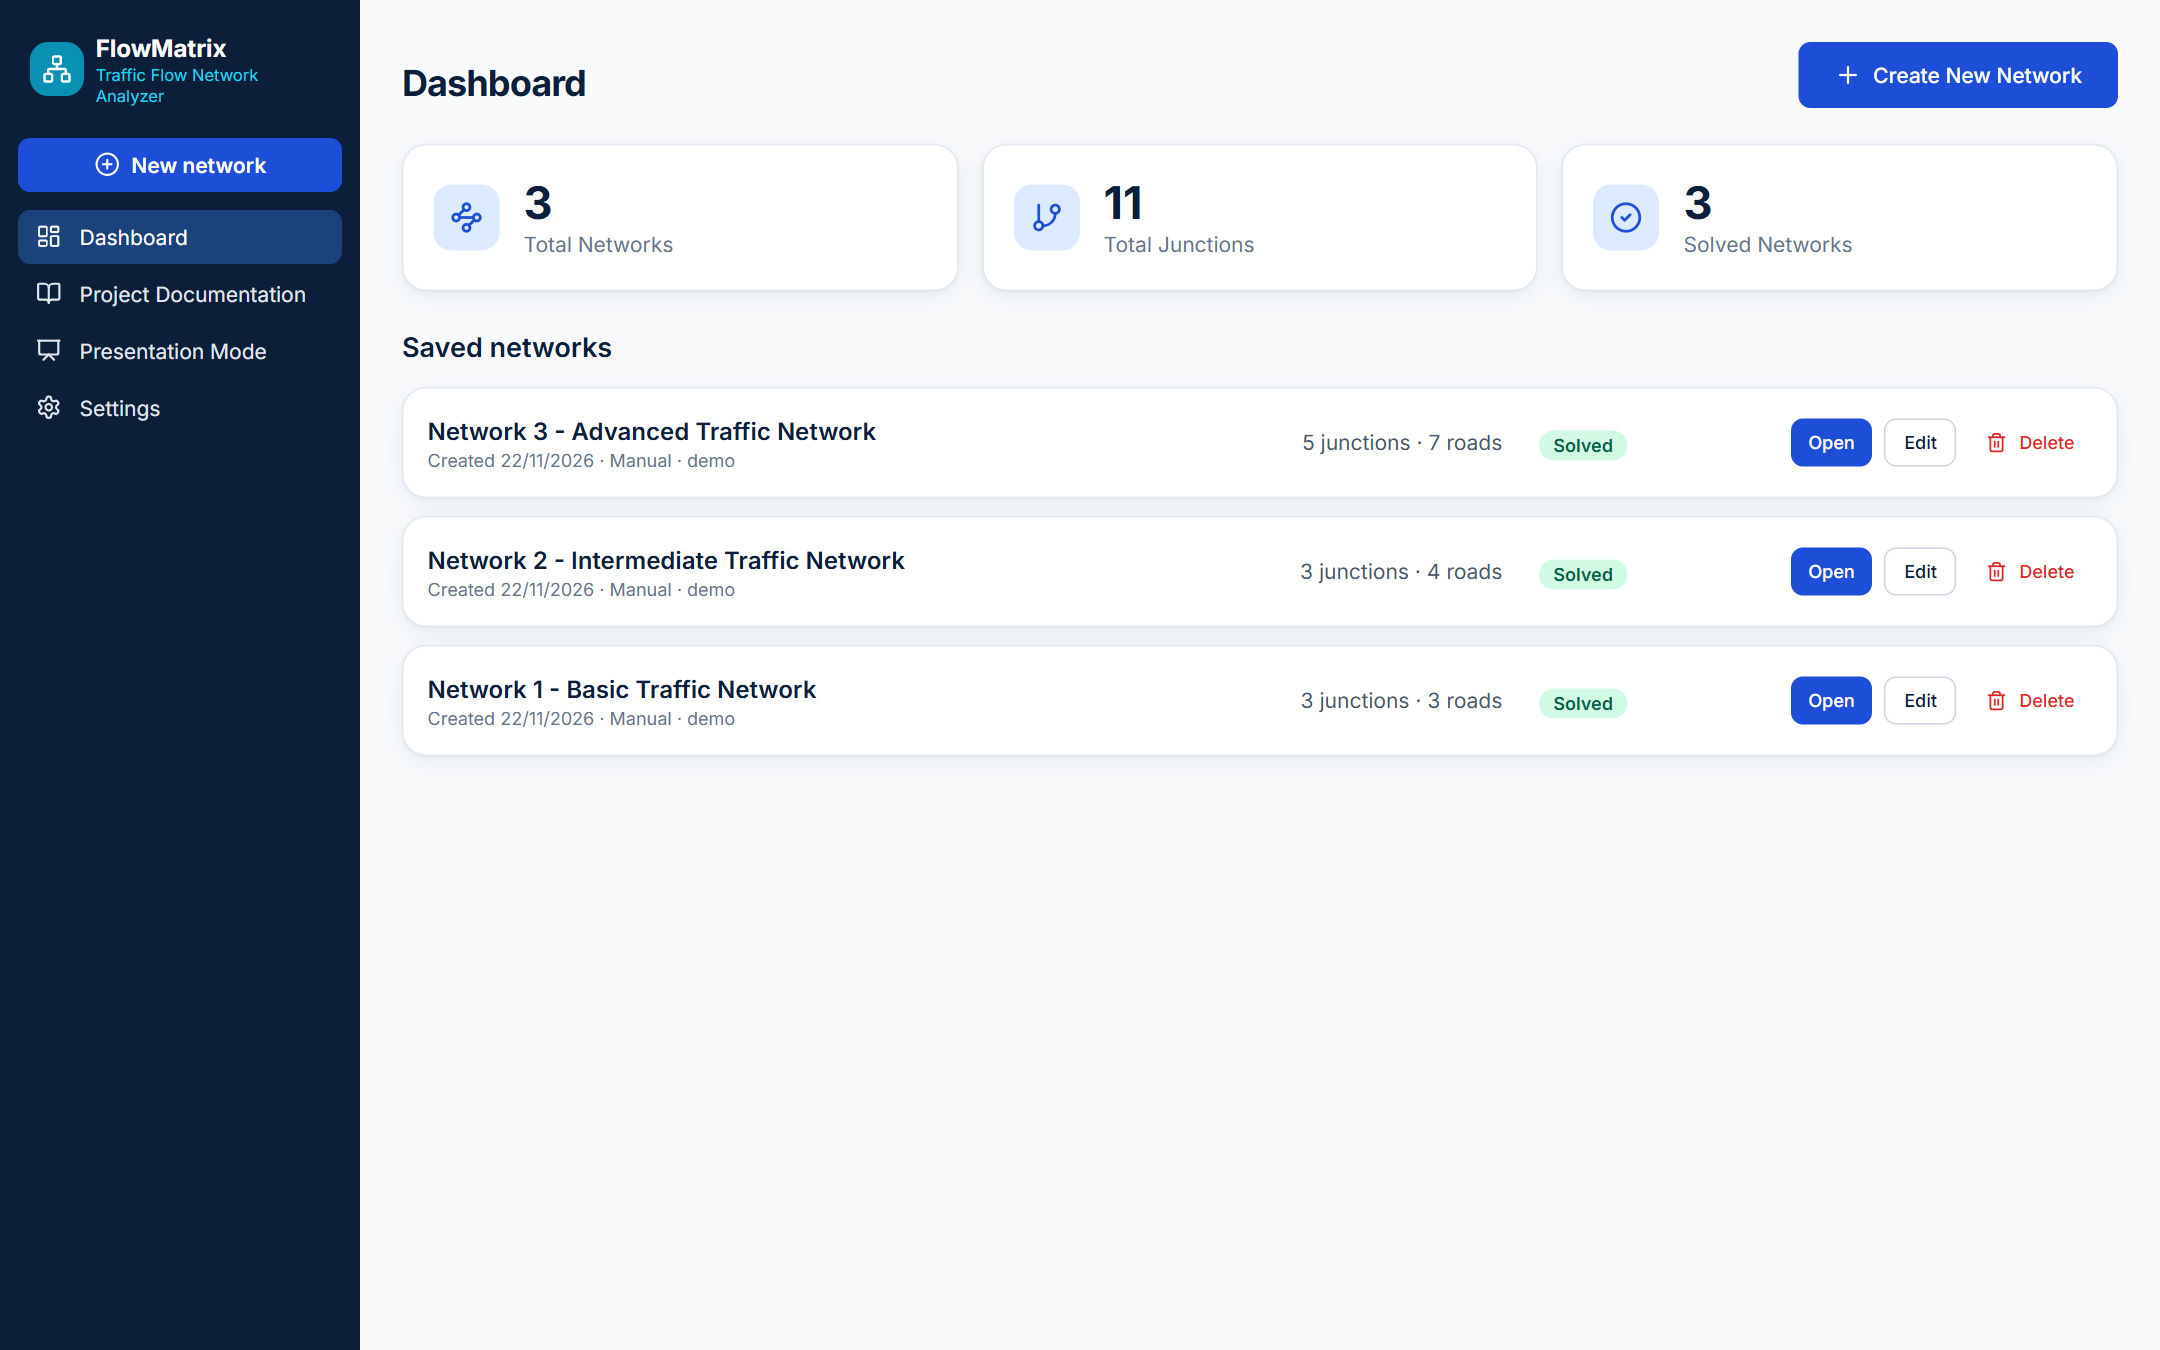 FlowMatrix
Traffic Flow Network
Analyzer
New network
Dashboard
Project Documentation
Presentation Mode
Settings
Dashboard
Create New Network
3
Total Networks
11
Total Junctions
3
Solved Networks
Saved networks
Network 3 - Advanced Traffic Network
Created 22/11/2026 · Manual · demo
5 junctions · 7 roads
Solved
Open
Edit
Delete
Network 2 - Intermediate Traffic Network
Created 22/11/2026 · Manual · demo
3 junctions · 4 roads
Solved
Open
Edit
Delete
Network 1 - Basic Traffic Network
Created 22/11/2026 · Manual · demo
3 junctions · 3 roads
Solved
Open
Edit
Delete